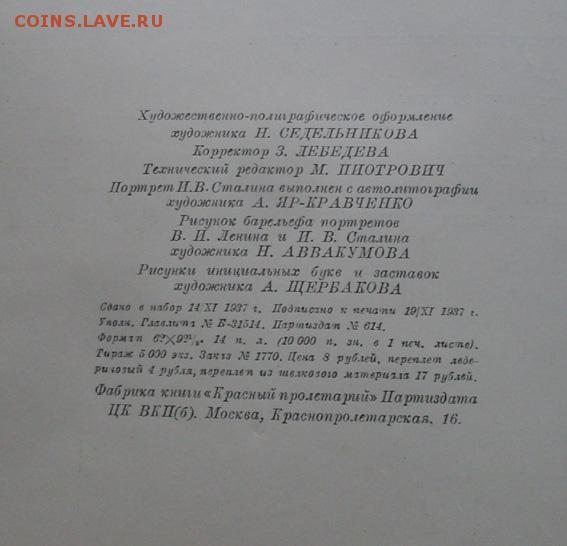 COINS.LAVE.RU
Художественно-полиграфическое оформление
художника Н. СЕДЕЛЬНИКОВА
Корректор З. ЛЕБЕДЕВА
Технический редактор М. ПИОТРОВИЧ
Портрет И.В. Сталина выполнен с автолитографии
художника А. ЯР-КРАВЧЕНКО
Рисунок барельефа портретов
В. И. Ленина и И. В. Сталина
художника Н. АВВАКУМОВА
Рисунки инициальных букв и заставок
художника А. ЩЕРБАКОВА
Сдано в набор 14/XI 1937 г. Подписано к печати 19/XI 1937 г.
Уполн. Главлита № Б-31514. Партиздат № 614.
Формат 14 п. л. (10 000 п. зн. в 1 печ. листе).
Тираж 5 000 экз. Заказ № 1770. Цена 8 рублей, переплет леде-
риновый 4 рубля, переплет из шелкового материала 17 рублей.
Фабрика книги «Красный пролетарий» Партиздата
ЦК ВКП(б). Москва, Краснопролетарская, 16.